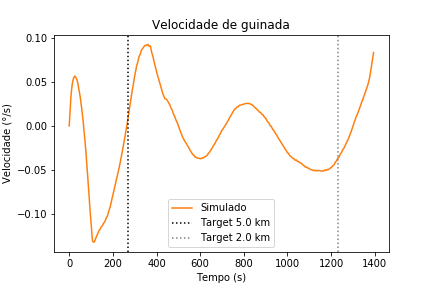 Velocidade de guinada
Velocidade (°/s)
0.10
0.05
0.00
−0.05
−0.10
Simulado
Target 5.0 km
Target 2.0 km
0 200 400 600 800 1000 1200 1400
Tempo (s)